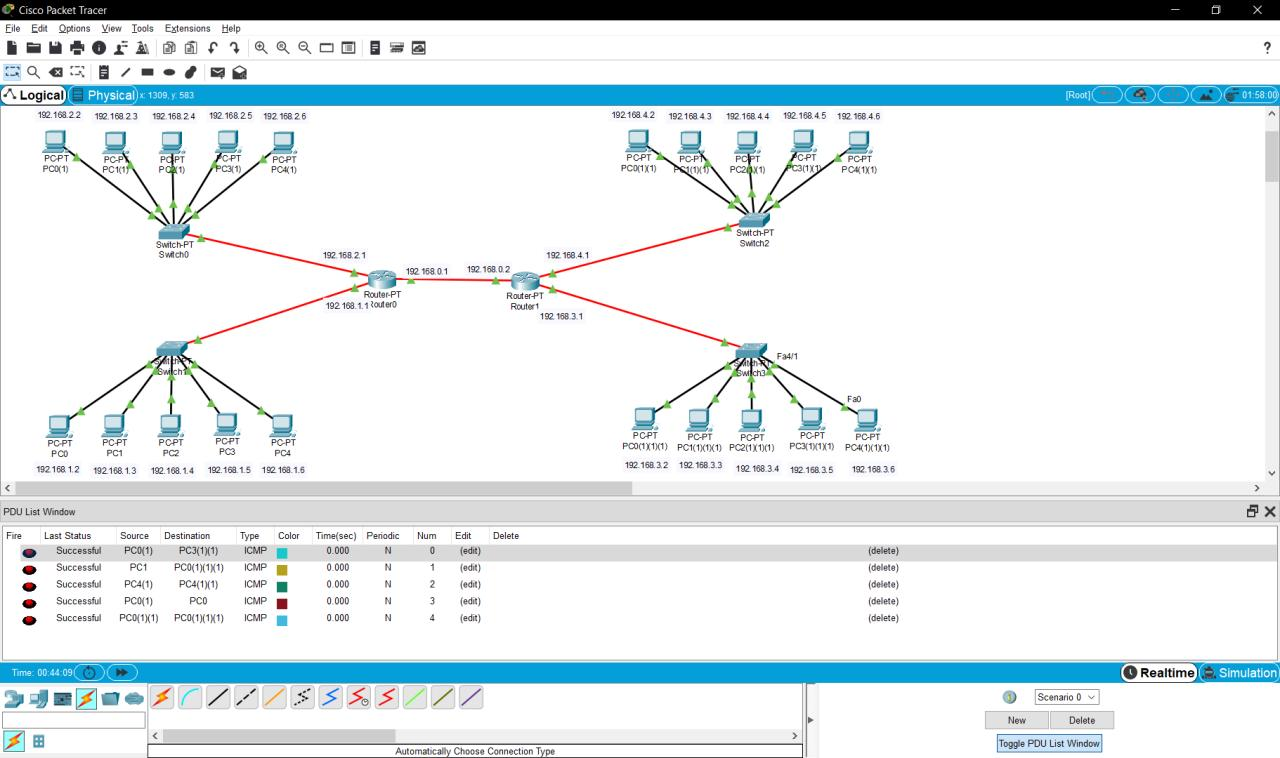 Cisco Packet Tracer
File Edit Options View Tools Extensions Help
?
Logical Physical x: 1309, y: 583 [Root] 01:58:00
192.168.2.2 192.168.2.3 192.168.2.4 192.168.2.5 192.168.2.6 192.168.4.2 192.168.4.3 192.168.4.4 192.168.4.5 192.168.4.6
PC-PT PC-PT PC-PT PC-PT PC-PT PC-PT PC-PT PC-PT PC-PT PC-PT
PC0(1) PC1(1) PC2(1) PC3(1) PC4(1) PC0(1)(1) PC1(1)(1) PC2(1)(1) PC3(1)(1) PC4(1)(1)
Switch-PT Switch-PT
Switch0 Switch2
192.168.2.1 192.168.4.1
192.168.0.1 192.168.0.2
Router-PT Router-PT
192.168.1.1 Router0 Router1
192.168.3.1
Switch-PT Switch-PT Fa4/1
Switch1 Switch3
Fa0
PC-PT PC-PT PC-PT PC-PT PC-PT PC-PT PC-PT PC-PT PC-PT PC-PT
PC0 PC1 PC2 PC3 PC4 PC0(1)(1)(1) PC1(1)(1)(1) PC2(1)(1)(1) PC3(1)(1)(1) PC4(1)(1)(1)
192.168.1.2 192.168.1.3 192.168.1.4 192.168.1.5 192.168.1.6 192.168.3.2 192.168.3.3 192.168.3.4 192.168.3.5 192.168.3.6
PDU List Window
Fire Last Status Source Destination Type Color Time(sec) Periodic Num Edit Delete
Successful PC0(1) PC3(1)(1) ICMP 0.000 N 0 (edit) (delete)
Successful PC1 PC0(1)(1)(1) ICMP 0.000 N 1 (edit) (delete)
Successful PC4(1) PC4(1)(1) ICMP 0.000 N 2 (edit) (delete)
Successful PC0(1) PC0 ICMP 0.000 N 3 (edit) (delete)
Successful PC0(1)(1) PC0(1)(1)(1) ICMP 0.000 N 4 (edit) (delete)
Time: 00:44:09 Realtime Simulation
Scenario 0
New Delete
Toggle PDU List Window
Automatically Choose Connection Type